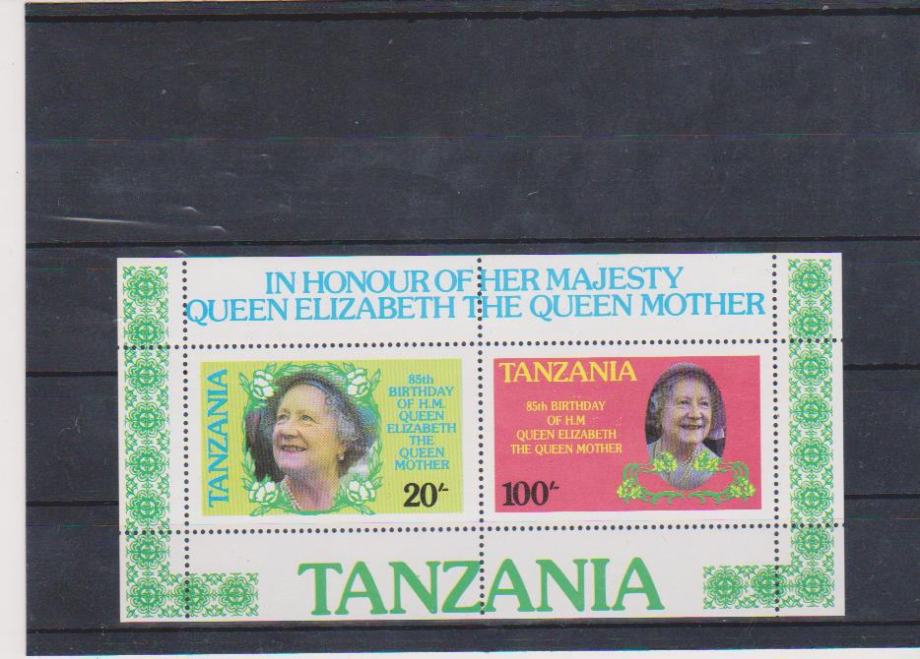 IN HONOUR OF HER MAJESTY
QUEEN ELIZABETH THE QUEEN MOTHER
TANZANIA
85th
BIRTHDAY
OF H.M.
QUEEN
ELIZABETH
THE
QUEEN
MOTHER
20/-
TANZANIA
85th BIRTHDAY
OF H.M
QUEEN ELIZABETH
THE QUEEN MOTHER
100/-
TANZANIA